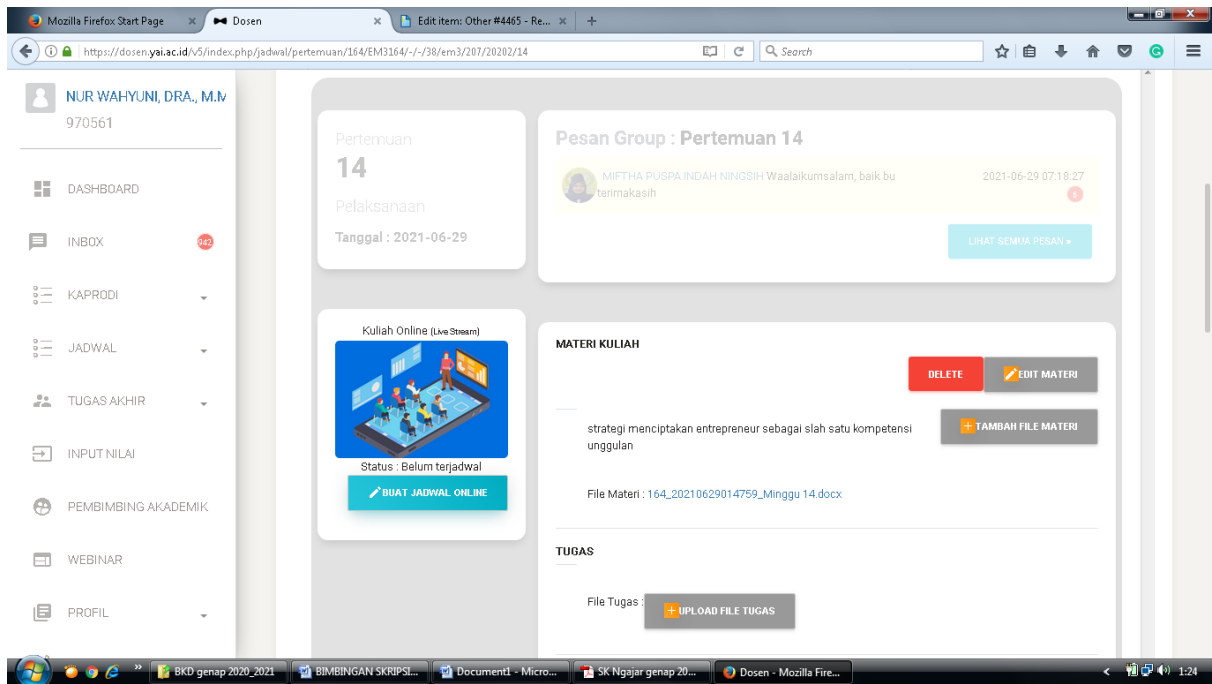 Mozilla Firefox Start Page
Dosen
Edit item: Other #4465 - Re...
https://dosen.yai.ac.id/v5/index.php/jadwal/pertemuan/164/EM3164/-/-/38/em3/207/20202/14
Search
NUR WAHYUNI, DRA., M.M
970561
DASHBOARD
INBOX 942
KAPRODI
JADWAL
TUGAS AKHIR
INPUT NILAI
PEMBIMBING AKADEMIK
WEBINAR
PROFIL
Pertemuan
14
Pelaksanaan
Tanggal : 2021-06-29
Pesan Group : Pertemuan 14
MIFTHA PUSPA INDAH NINGSIH Waalaikumsalam, baik bu
terimakasih
2021-06-29 07:18:27
LIHAT SEMUA PESAN »
Kuliah Online (Live Stream)
Status : Belum terjadwal
BUAT JADWAL ONLINE
MATERI KULIAH
DELETE
EDIT MATERI
TAMBAH FILE MATERI
strategi menciptakan entrepreneur sebagai slah satu kompetensi
unggulan
File Materi : 164_20210629014759_Minggu 14.docx
TUGAS
File Tugas :
UPLOAD FILE TUGAS
BKD genap 2020_2021
BIMBINGAN SKRIPSI...
Document1 - Micro...
SK Ngajar genap 20...
Dosen - Mozilla Fire...
1:24